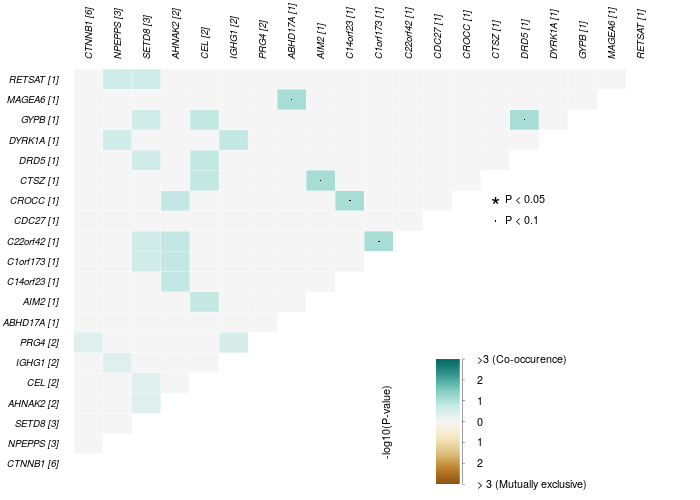 CTNNB1 [6]
NPEPPS [3]
SETD8 [3]
AHNAK2 [2]
CEL [2]
IGHG1 [2]
PRG4 [2]
ABHD17A [1]
AIM2 [1]
C14orf23 [1]
C1orf173 [1]
C22orf42 [1]
CDC27 [1]
CROCC [1]
CTSZ [1]
DRD5 [1]
DYRK1A [1]
GYPB [1]
MAGEA6 [1]
RETSAT [1]
RETSAT [1]
MAGEA6 [1]
GYPB [1]
DYRK1A [1]
DRD5 [1]
CTSZ [1]
CROCC [1]
* P < 0.05
CDC27 [1]
· P < 0.1
C22orf42 [1]
C1orf173 [1]
C14orf23 [1]
AIM2 [1]
ABHD17A [1]
PRG4 [2]
IGHG1 [2]
CEL [2]
AHNAK2 [2]
SETD8 [3]
NPEPPS [3]
CTNNB1 [6]
-log10(P-value)
>3 (Co-occurence)
2
1
0
1
2
> 3 (Mutually exclusive)